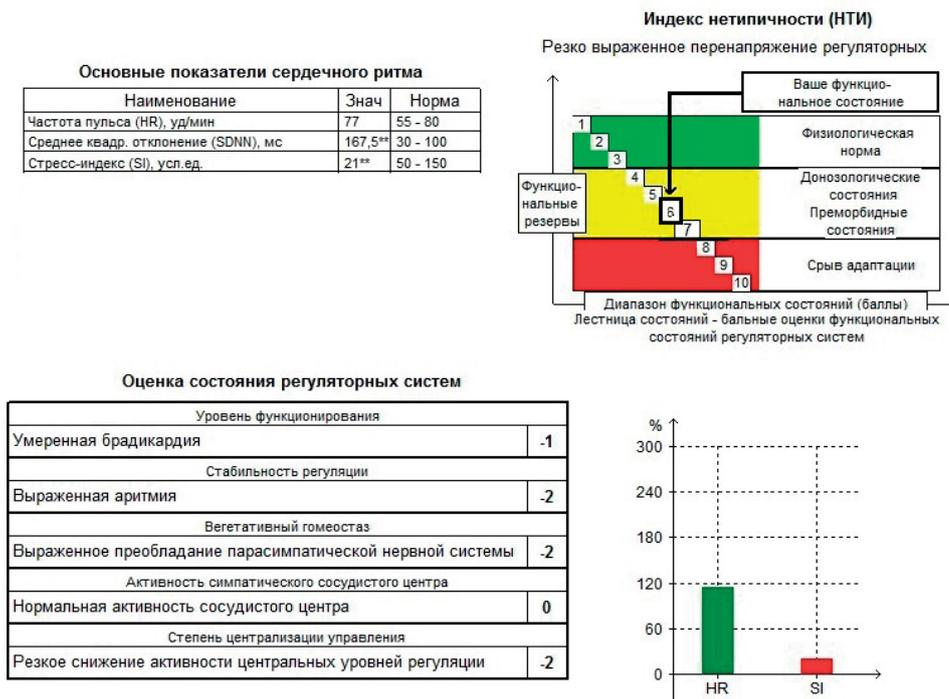 Индекс нетипичности (НТИ)
Резко выраженное перенапряжение регуляторных
Основные показатели сердечного ритма
Наименование Знач Норма
Частота пульса (HR), уд/мин 77 55 - 80
Среднее квадр. отклонение (SDNN), мс 167,5** 30 - 100
Стресс-индекс (SI), усл.ед. 21** 50 - 150
Ваше функцио-
нальное состояние
Функцио-
нальные
резервы
1
2
3
4
5
6
7
8
9
10
Физиологическая
норма
Донозологические
состояния
Преморбидные
состояния
Срыв адаптации
Диапазон функциональных состояний (баллы)
Лестница состояний - бальные оценки функциональных
состояний регуляторных систем
Оценка состояния регуляторных систем
Уровень функционирования
Умеренная брадикардия -1
Стабильность регуляции
Выраженная аритмия -2
Вегетативный гомеостаз
Выраженное преобладание парасимпатической нервной системы -2
Активность симпатического сосудистого центра
Нормальная активность сосудистого центра 0
Степень централизации управления
Резкое снижение активности центральных уровней регуляции -2
%
300
240
180
120
60
0
HR SI